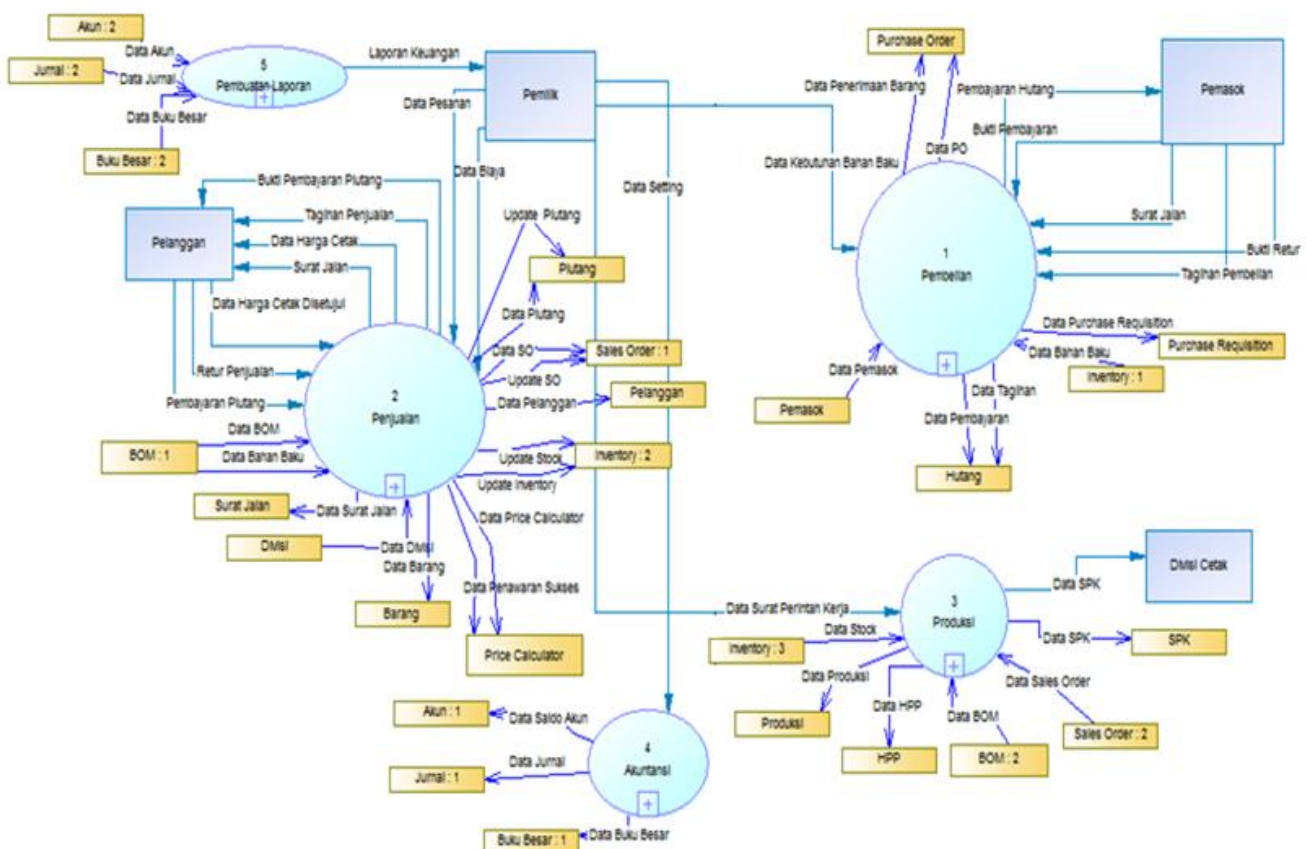 Akun : 2
Data Akun
Jurnal : 2
Data Jurnal
5
Pembuatan Laporan
Data Buku Besar
Buku Besar : 2
Laporan Keuangan
Pemilik
Data Pesanan
Data Biaya
Data Setting
Data Kebutuhan Bahan Baku
Purchase Order
Data Penerimaan Barang
Data PO
Pembayaran Hutang
Bukti Pembayaran
Pemasok
Surat Jalan
Bukti Retur
Tagihan Pembelian
1
Pembelian
Data Purchase Requisition
Purchase Requisition
Data Bahan Baku
Inventory : 1
Data Pemasok
Pemasok
Data Tagihan
Data Pembayaran
Hutang
Bukti Pembayaran Piutang
Tagihan Penjualan
Pelanggan
Data Harga Cetak
Surat Jalan
Data Harga Cetak Disetujui
Retur Penjualan
Pembayaran Piutang
Update Piutang
Piutang
Data Piutang
Data SO
Sales Order : 1
Update SO
Data Pelanggan
Pelanggan
2
Penjualan
Data BOM
BOM : 1
Data Bahan Baku
Update Stock
Inventory : 2
Update Inventory
Surat Jalan
Data Surat Jalan
Divisi
Data Divisi
Data Barang
Barang
Data Price Calculator
Data Penawaran Sukses
Price Calculator
Data Surat Perintah Kerja
3
Produksi
Data SPK
Divisi Cetak
Data SPK
SPK
Data Stock
Inventory : 3
Data Produksi
Produksi
Data HPP
HPP
Data BOM
BOM : 2
Data Sales Order
Sales Order : 2
Akun : 1
Data Saldo Akun
4
Akuntansi
Data Jurnal
Jurnal : 1
Buku Besar : 1
Data Buku Besar